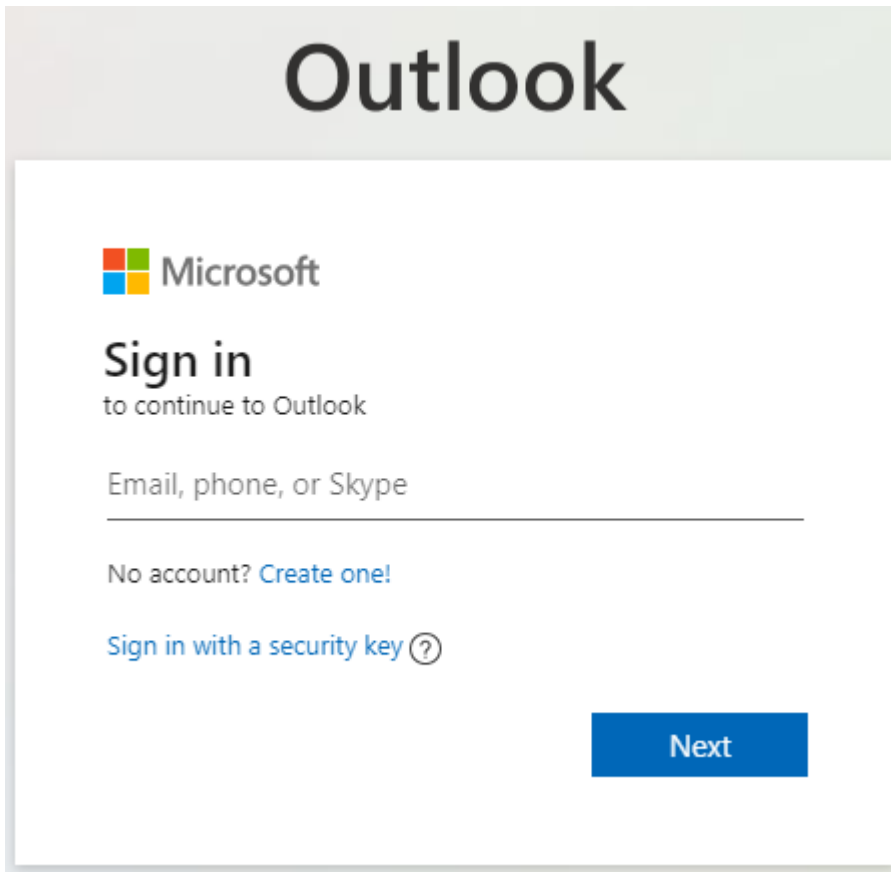 Outlook
Microsoft
Sign in
to continue to Outlook
Email, phone, or Skype
No account? Create one!
Sign in with a security key ?
Next